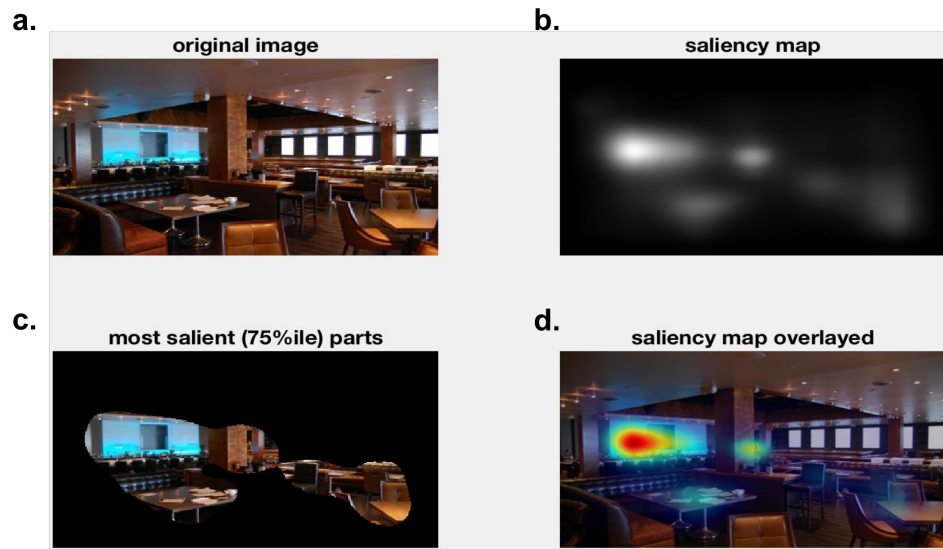 a.
original image
b.
saliency map
c.
most salient (75%ile) parts
d.
saliency map overlayed